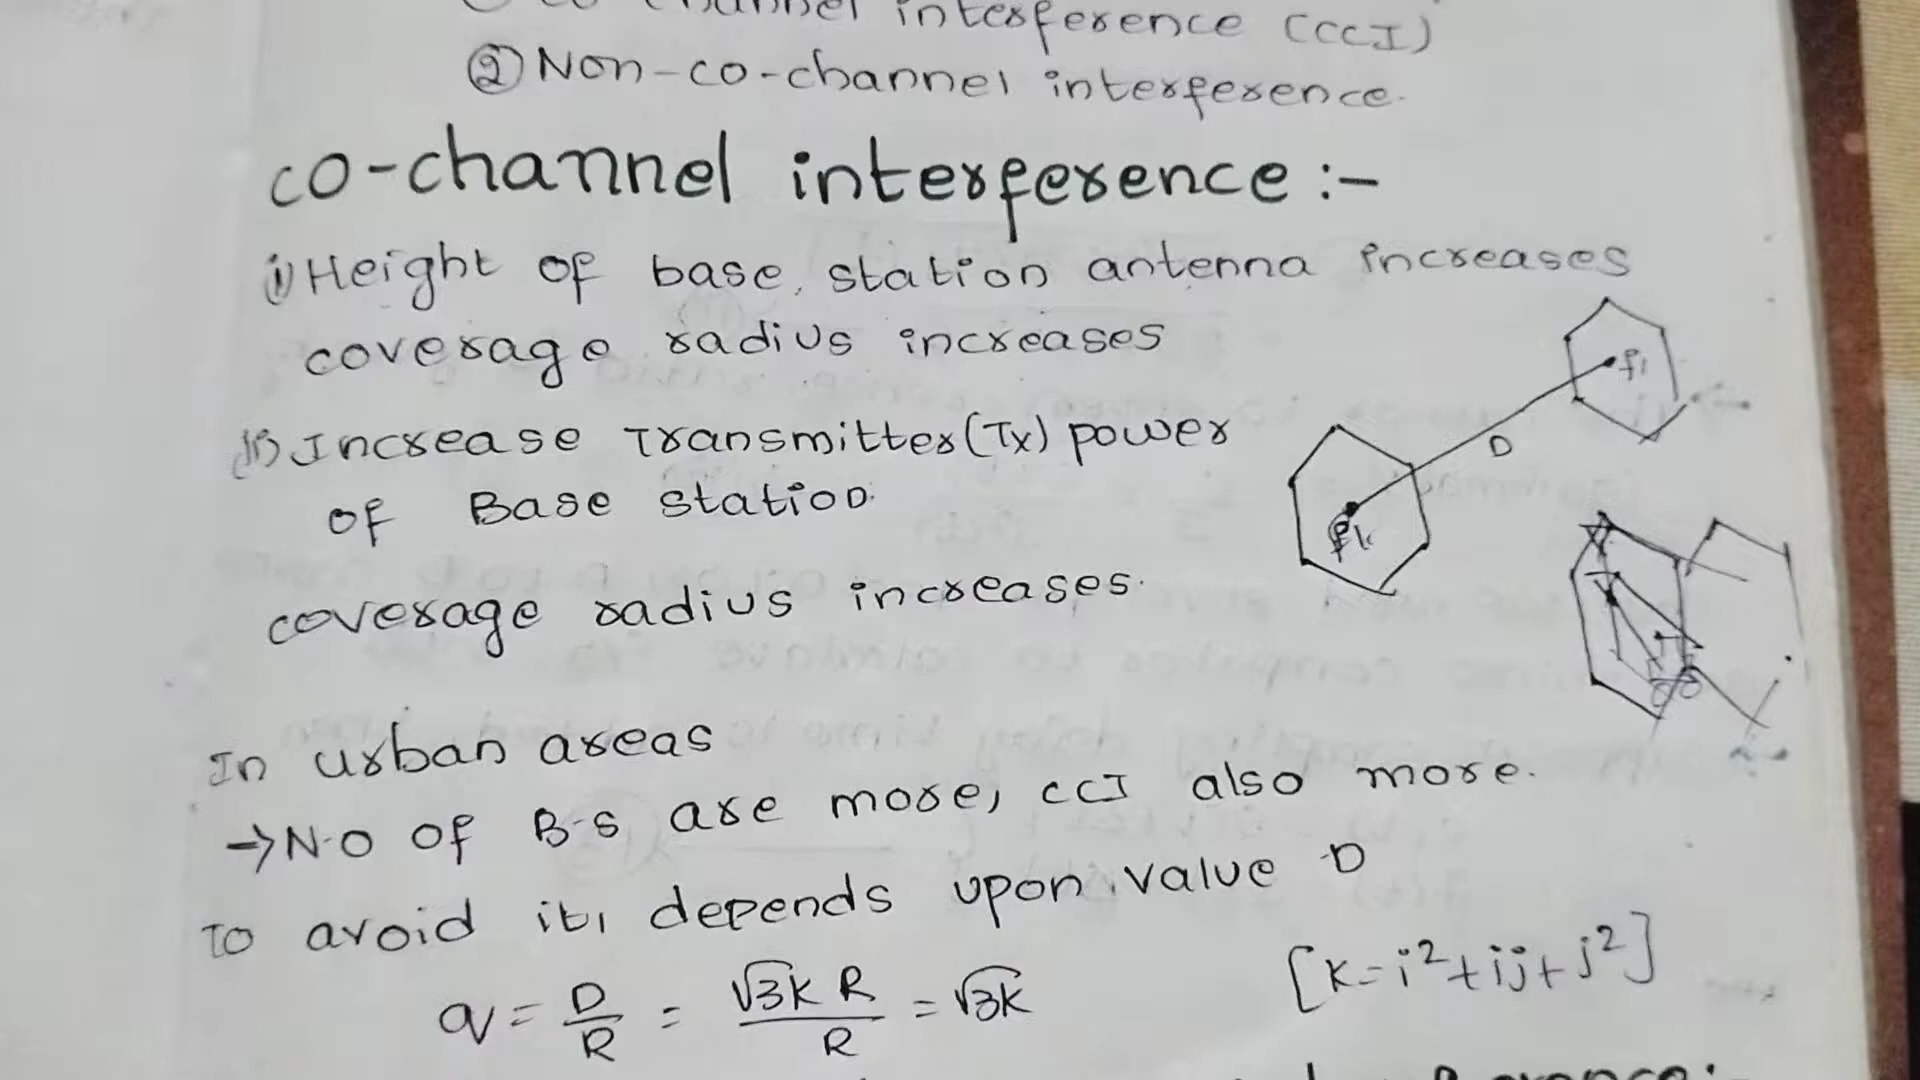 co channel interference (CCI)
② Non-co-channel interference.
co-channel interference :-
i) Height of base station antenna increases
coverage radius increases
ii) Increase Transmitter (Tx) power
of Base station
coverage radius increases.
f1
D
f1
In urban areas
→ N.O of B.S are more, CCI also more.
To avoid it, depends upon value D
q = D/R = √3K R / R = √3K
[K = i² + ij + j²]